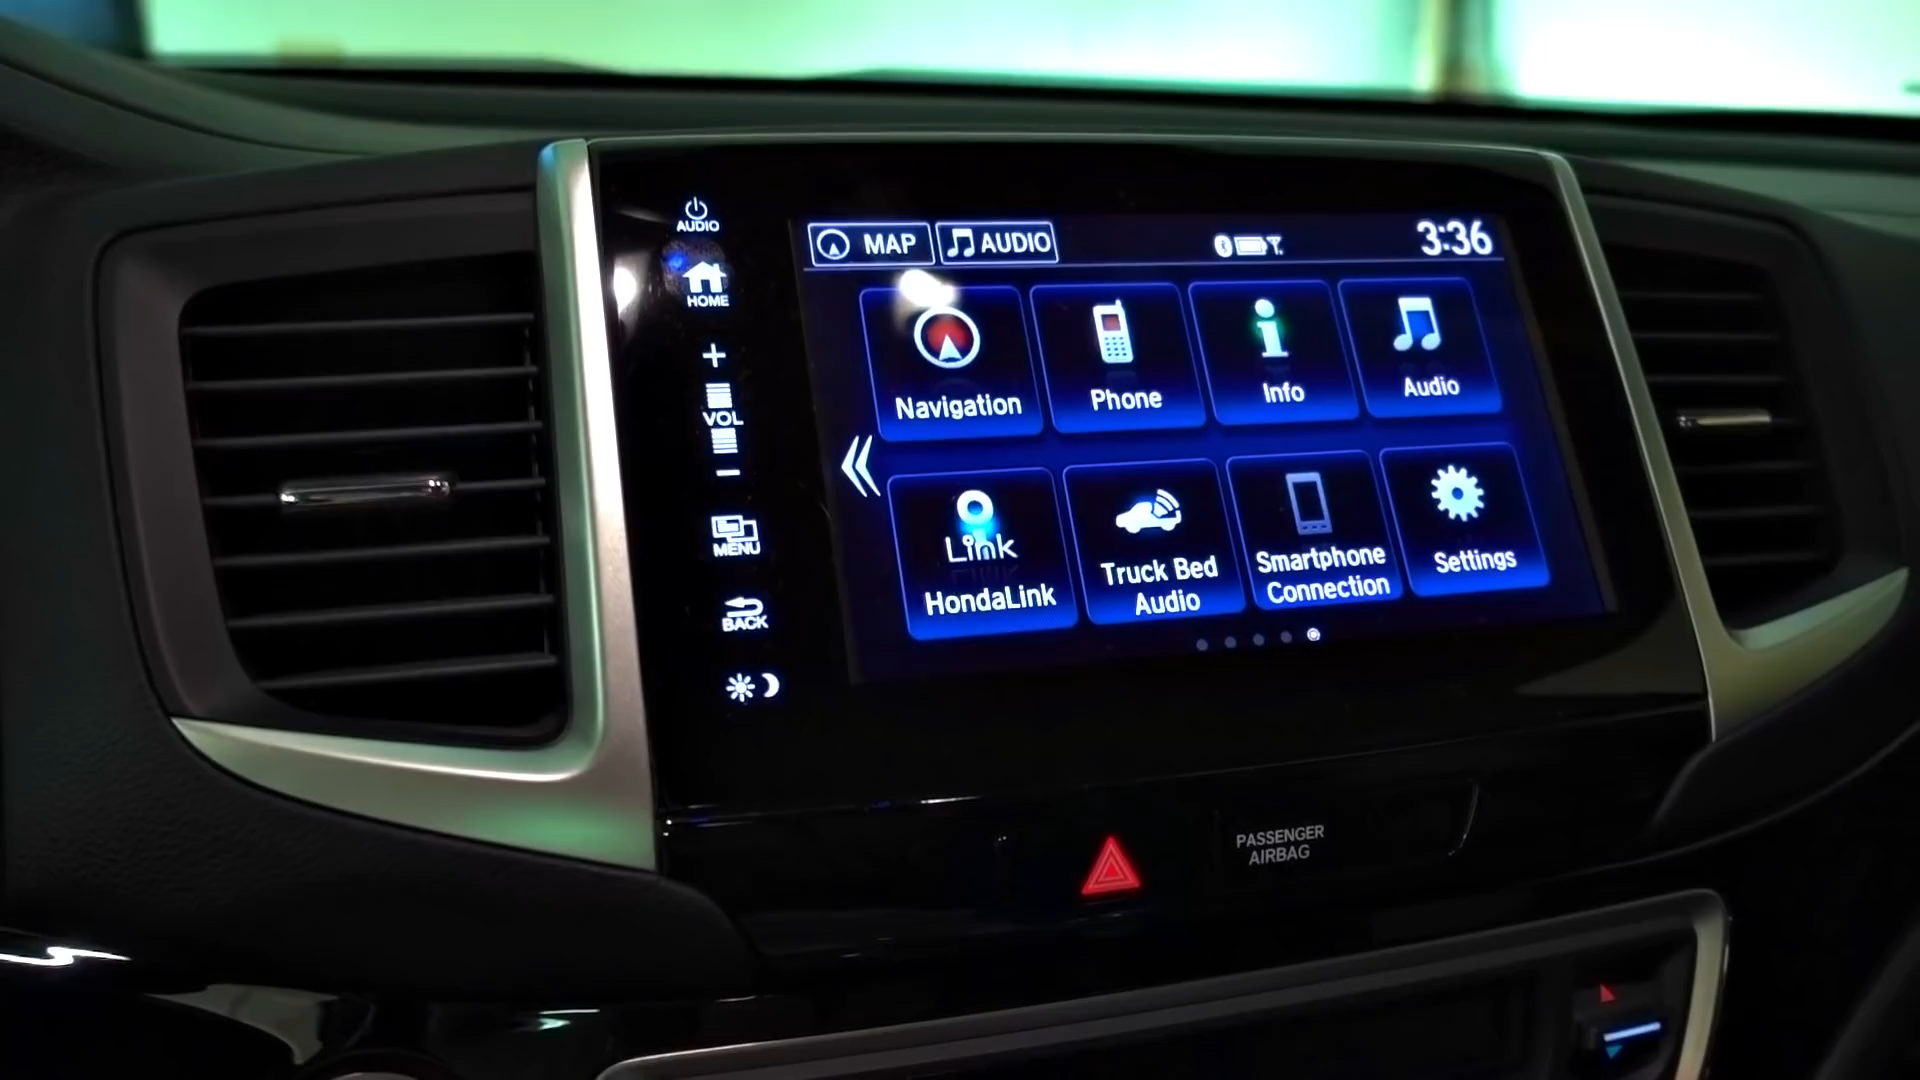 AUDIO
HOME
VOL
MENU
BACK
MAP
AUDIO
3:36
Navigation
Phone
Info
Audio
Link
HondaLink
Truck Bed
Audio
Smartphone
Connection
Settings
PASSENGER
AIRBAG